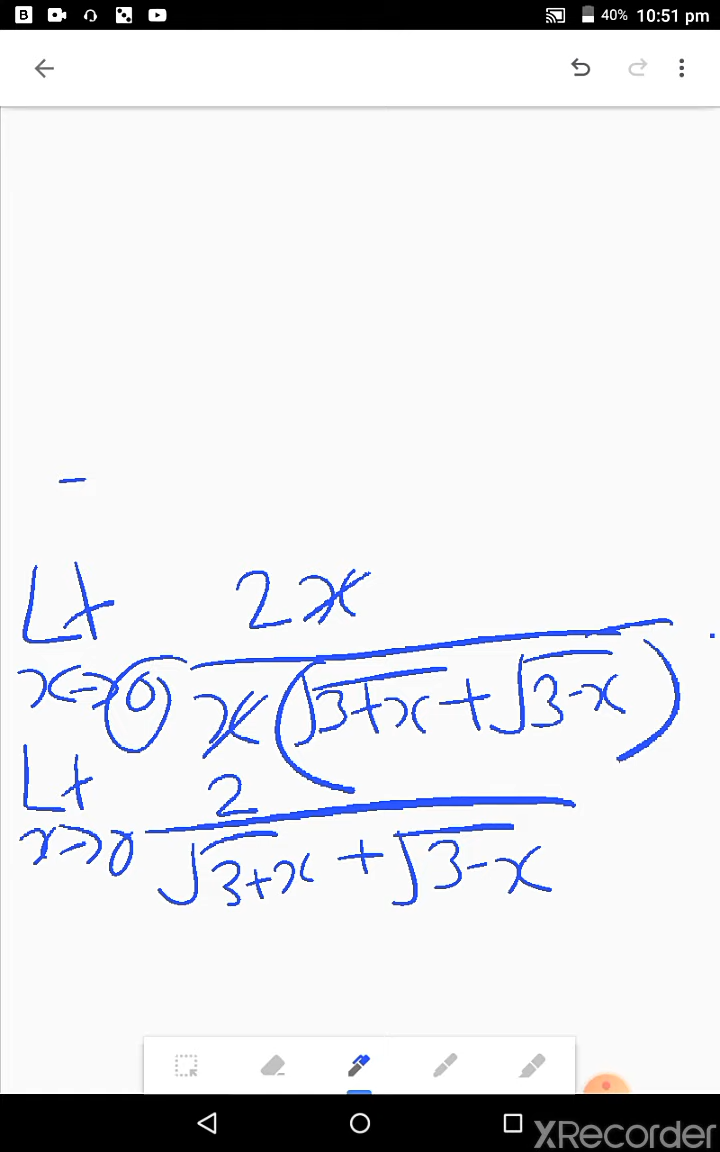 B 40% 10:51 pm
-
Lt 2x
x->0 x(√3+x + √3-x)
Lt 2
x->0 √3+x + √3-x
XRecorder